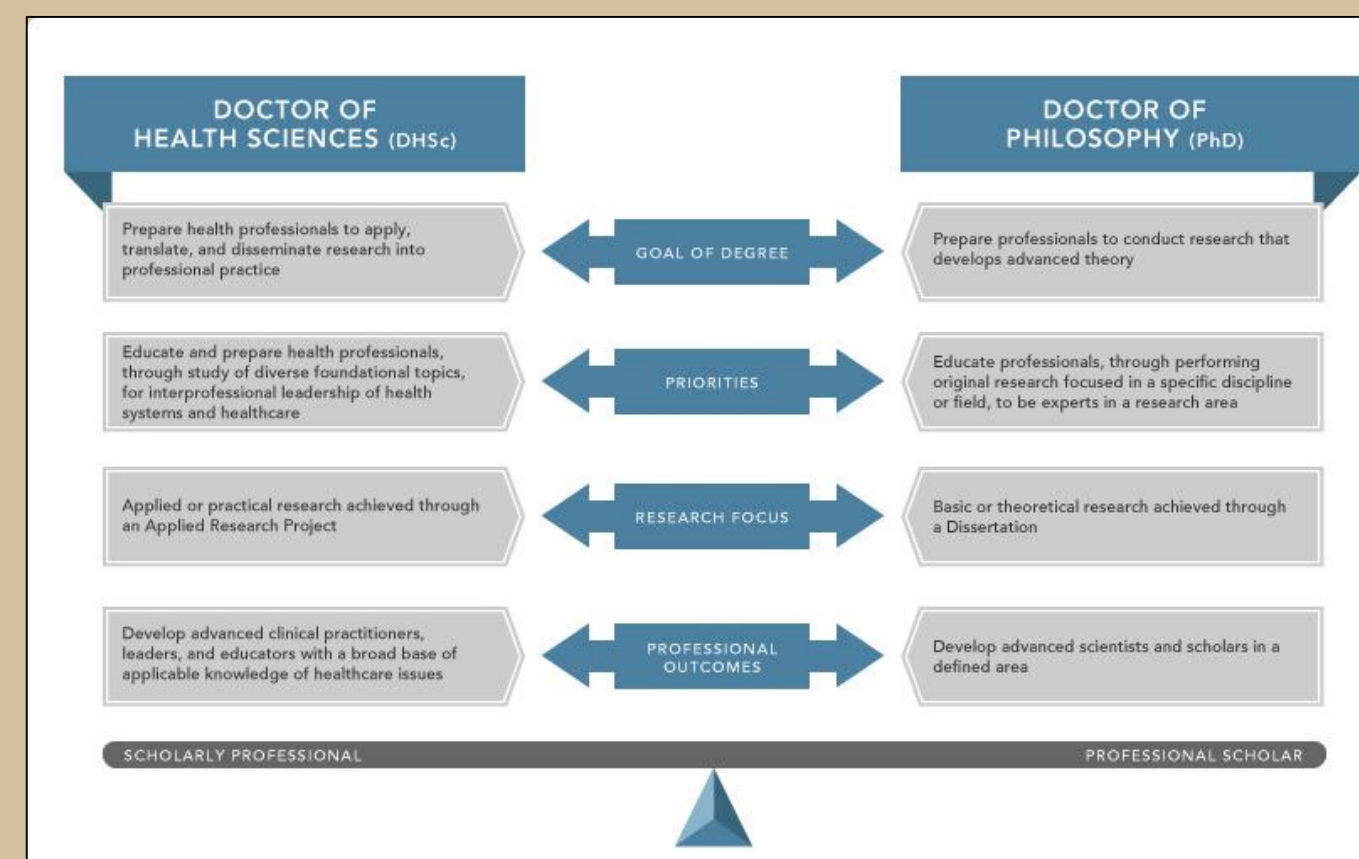 DOCTOR OF
HEALTH SCIENCES (DHSc)
DOCTOR OF
PHILOSOPHY (PhD)
Prepare health professionals to apply,
translate, and disseminate research into
professional practice
GOAL OF DEGREE
Prepare professionals to conduct research that
develops advanced theory
Educate and prepare health professionals,
through study of diverse foundational topics,
for interprofessional leadership of health
systems and healthcare
PRIORITIES
Educate professionals, through performing
original research focused in a specific discipline
or field, to be experts in a research area
Applied or practical research achieved through
an Applied Research Project
RESEARCH FOCUS
Basic or theoretical research achieved through
a Dissertation
Develop advanced clinical practitioners,
leaders, and educators with a broad base of
applicable knowledge of healthcare issues
PROFESSIONAL
OUTCOMES
Develop advanced scientists and scholars in a
defined area
SCHOLARLY PROFESSIONAL
PROFESSIONAL SCHOLAR